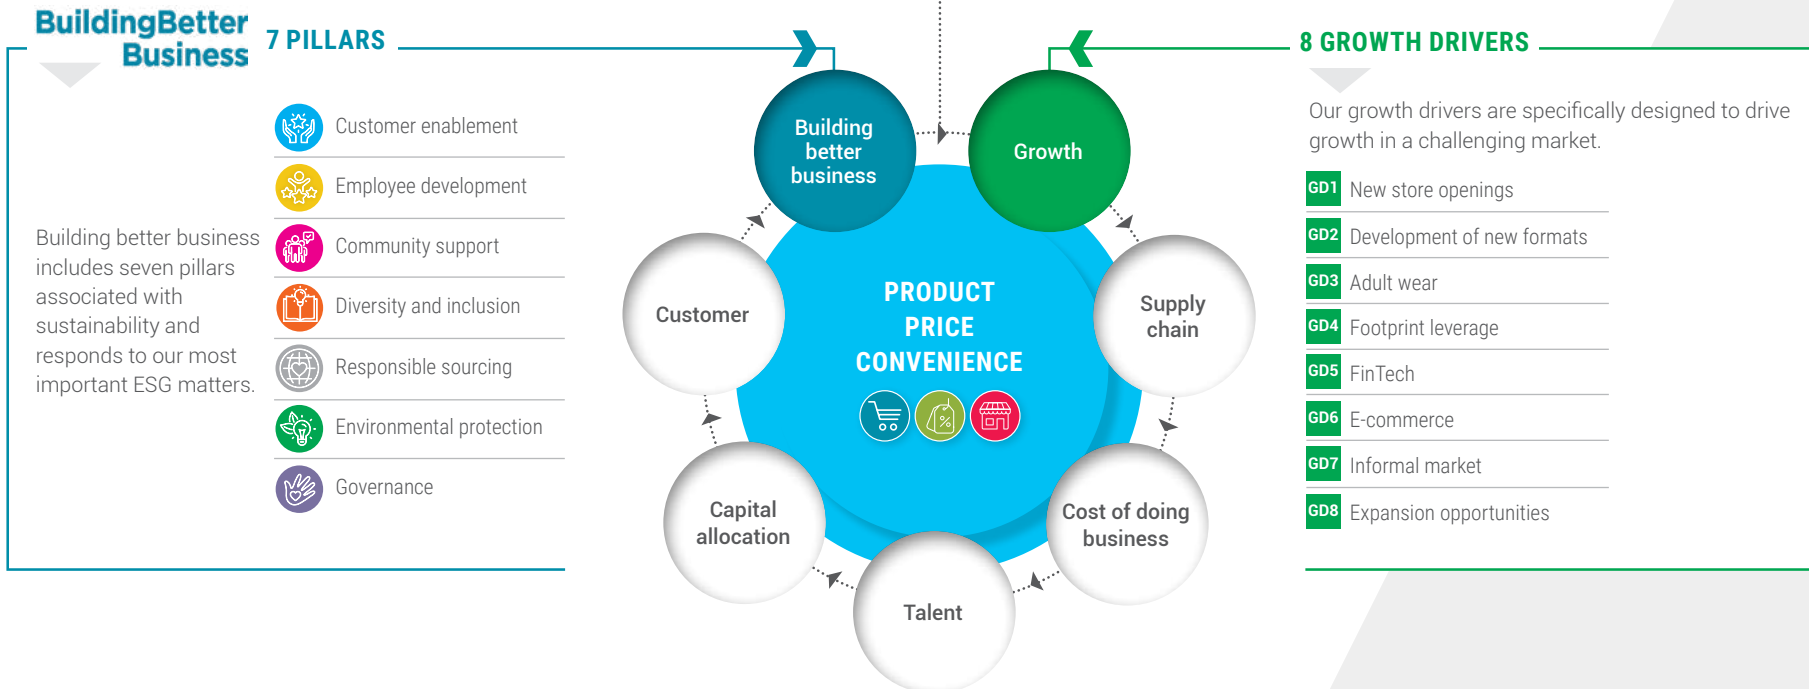 BuildingBetter
Business
7 PILLARS
Building better business
includes seven pillars
associated with
sustainability and
responds to our most
important ESG matters.
Customer enablement
Employee development
Community support
Diversity and inclusion
Responsible sourcing
Environmental protection
Governance
Building
better
business
Growth
Customer
Supply
chain
PRODUCT
PRICE
CONVENIENCE
%
Capital
allocation
Cost of doing
business
Talent
8 GROWTH DRIVERS
Our growth drivers are specifically designed to drive
growth in a challenging market.
GD1 New store openings
GD2 Development of new formats
GD3 Adult wear
GD4 Footprint leverage
GD5 FinTech
GD6 E-commerce
GD7 Informal market
GD8 Expansion opportunities